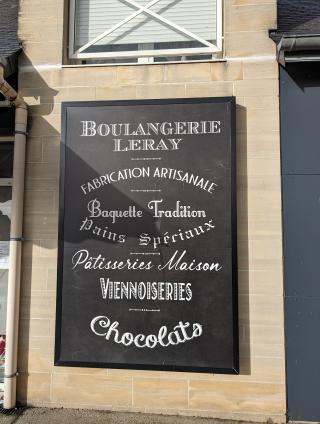 BOULANGERIE
LERAY
FABRICATION ARTISANALE
Baguette Tradition
Pains Spéciaux
Pâtisseries Maison
VIENNOISERIES
Chocolats